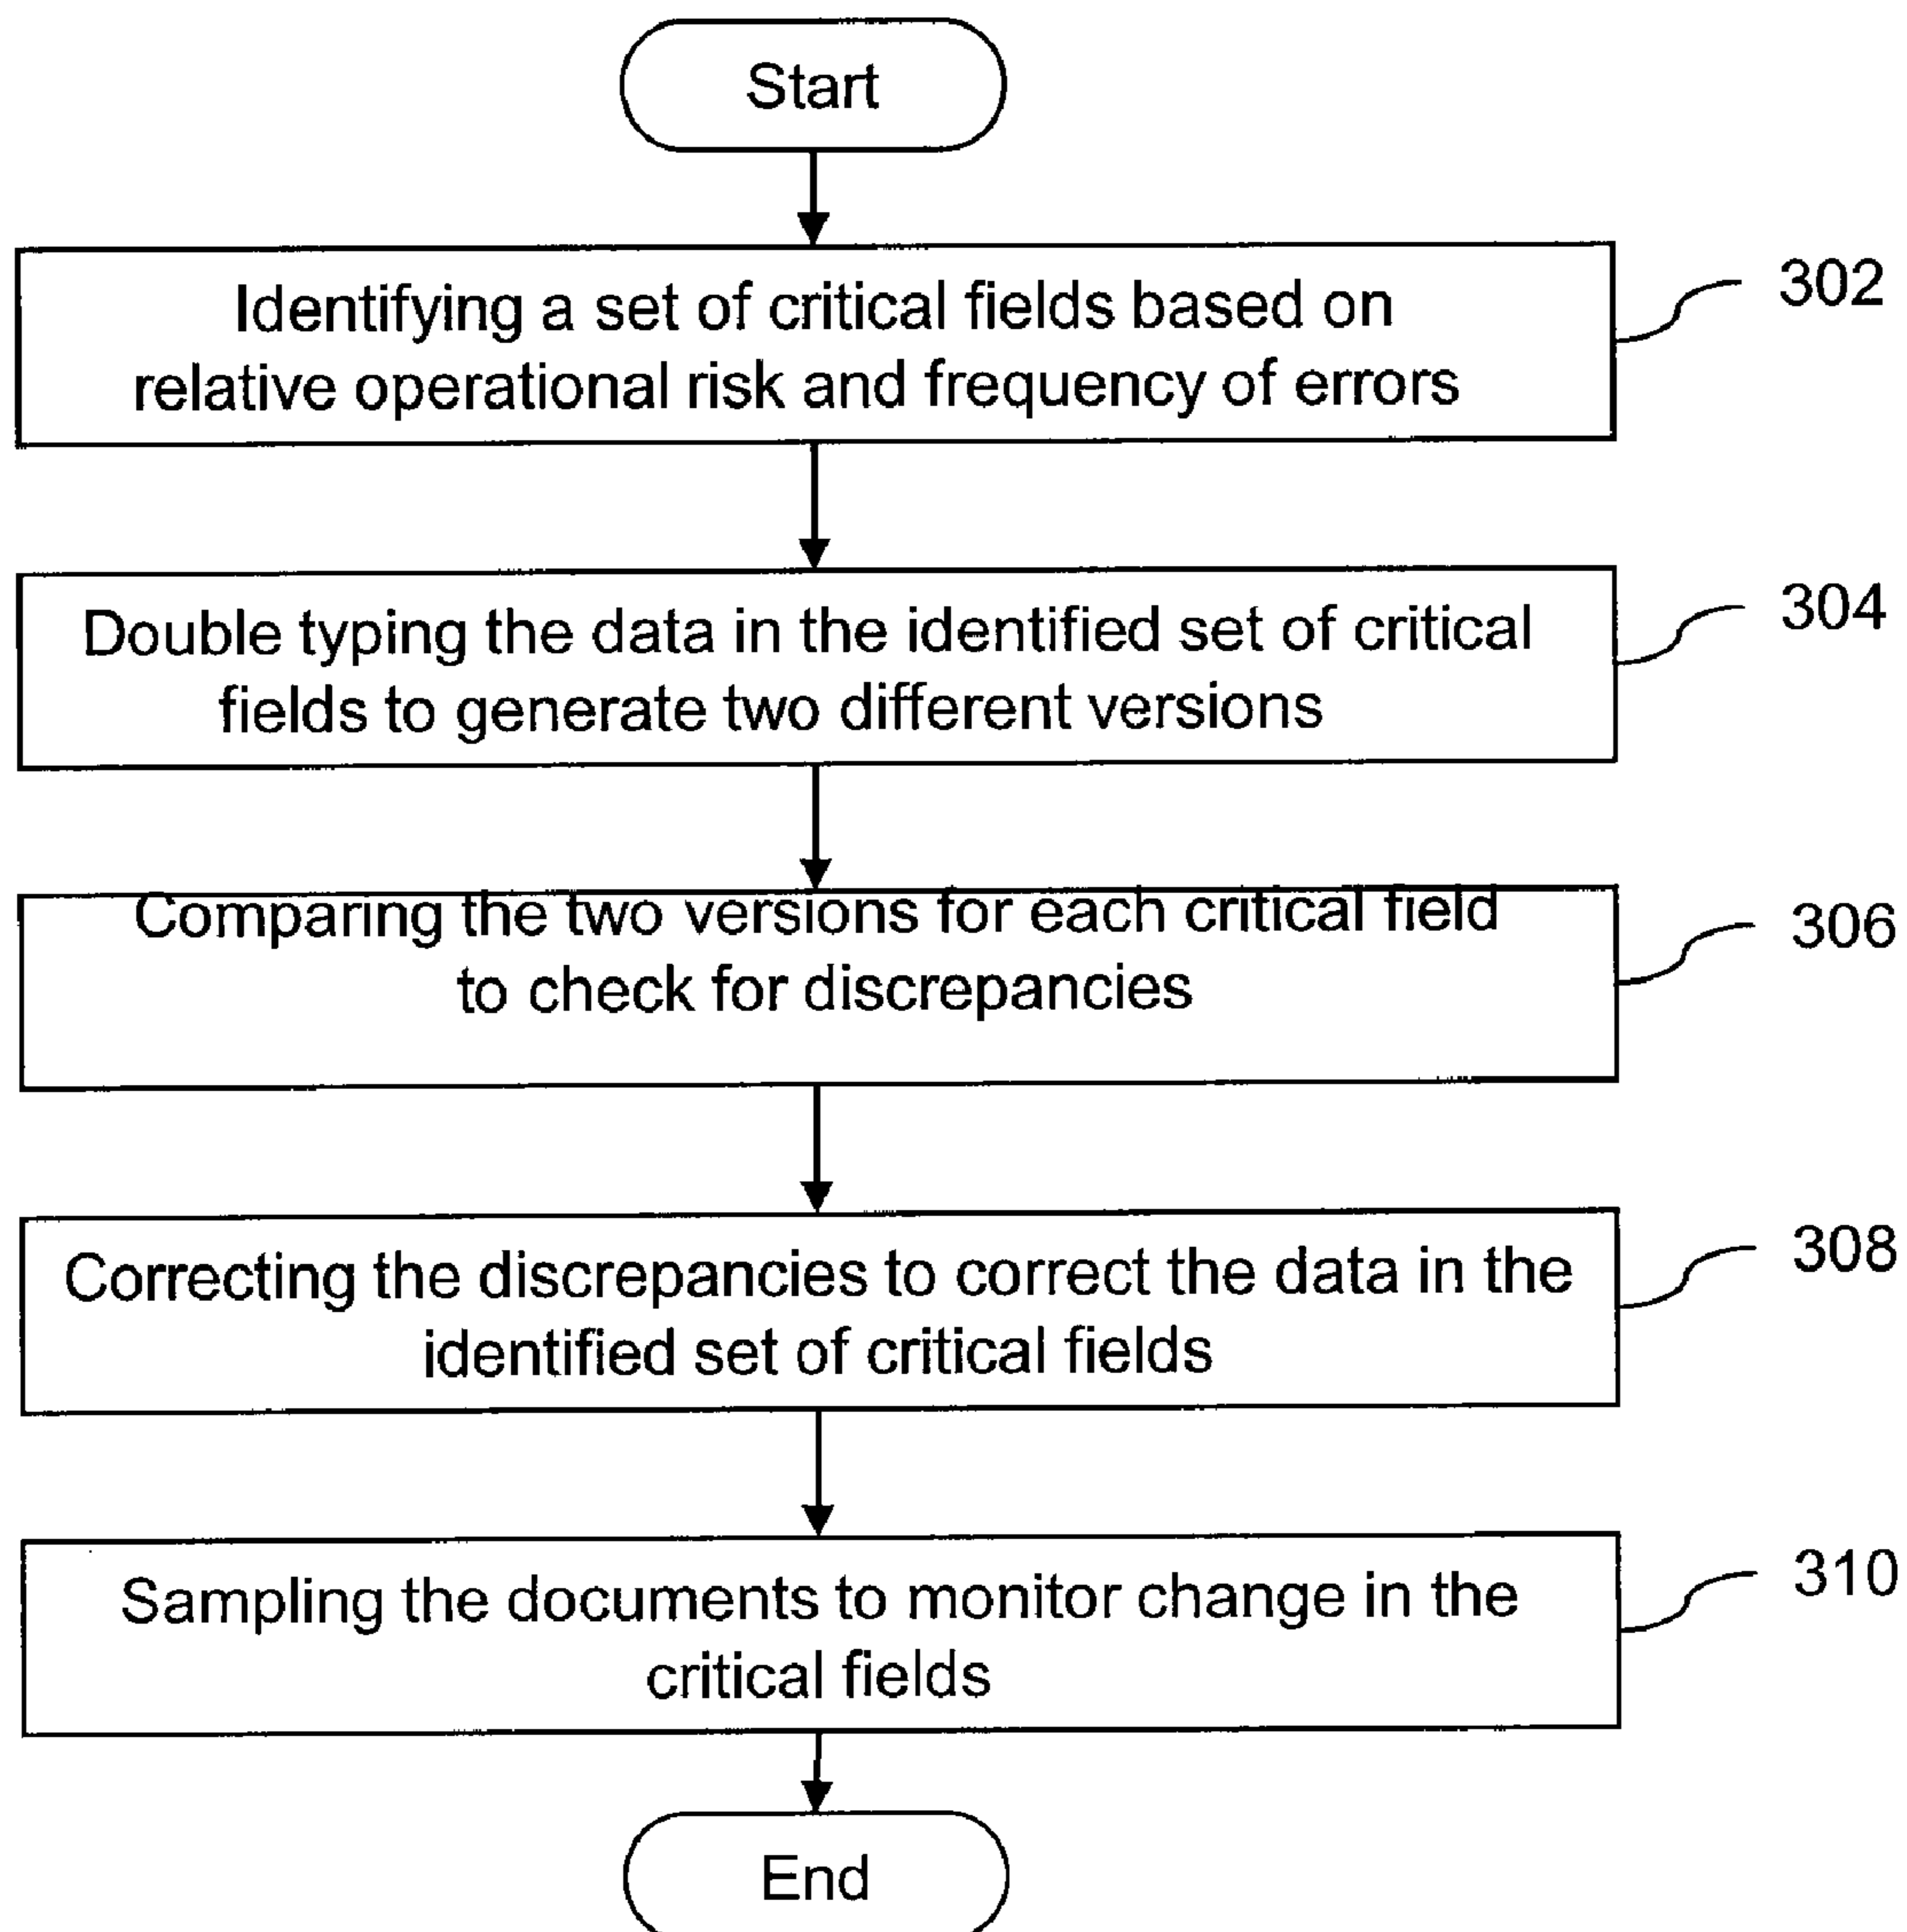 Start
Identifying a set of critical fields based on
relative operational risk and frequency of errors
302
Double typing the data in the identified set of critical
fields to generate two different versions
304
Comparing the two versions for each critical field
to check for discrepancies
306
Correcting the discrepancies to correct the data in the
identified set of critical fields
308
Sampling the documents to monitor change in the
critical fields
310
End